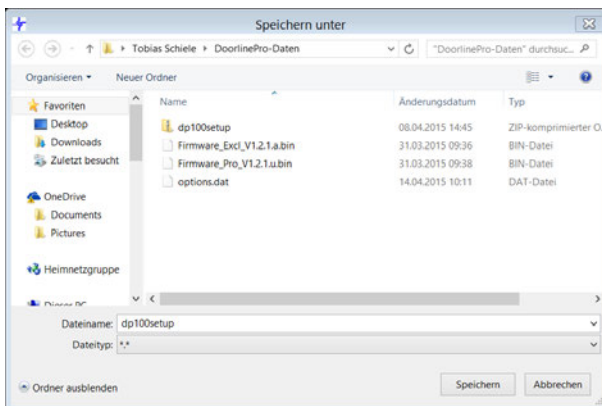 Speichern unter
Tobias Schiele ▸ DoorlinePro-Daten
"DoorlinePro-Daten" durchsuc...
Organisieren
Neuer Ordner
Name
Änderungsdatum
Typ
dp100setup
08.04.2015 14:45
ZIP-komprimierter O
Firmware_Excl_V1.2.1.a.bin
31.03.2015 09:36
BIN-Datei
Firmware_Pro_V1.2.1.u.bin
31.03.2015 09:38
BIN-Datei
options.dat
14.04.2015 10:11
DAT-Datei
Favoriten
Desktop
Downloads
Zuletzt besucht
OneDrive
Documents
Pictures
Heimnetzgruppe
Dieser PC
Dateiname: dp100setup
Dateityp: *.*
Ordner ausblenden
Speichern
Abbrechen